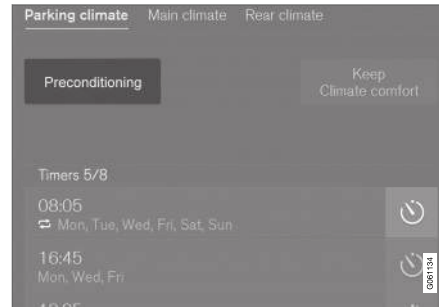 Parking climate Main climate Rear climate
Preconditioning
Keep
Climate comfort
Timers 5/8
08:05
Mon, Tue, Wed, Fri, Sat, Sun
16:45
Mon, Wed, Fri
G061134